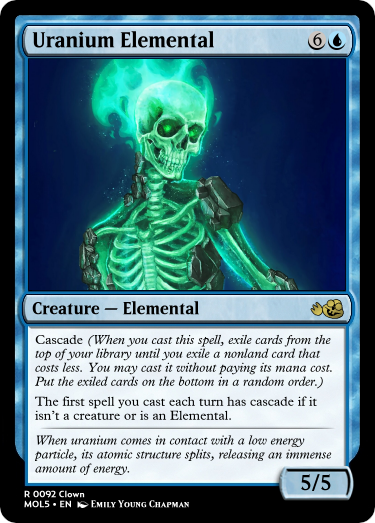 Uranium Elemental
6
Creature — Elemental
Cascade (When you cast this spell, exile cards from the
top of your library until you exile a nonland card that
costs less. You may cast it without paying its mana cost.
Put the exiled cards on the bottom in a random order.)
The first spell you cast each turn has cascade if it
isn't a creature or is an Elemental.
When uranium comes in contact with a low energy
particle, its atomic structure splits, releasing an immense
amount of energy.
5/5
R 0092 Clown
MOL5 • EN Emily Young Chapman